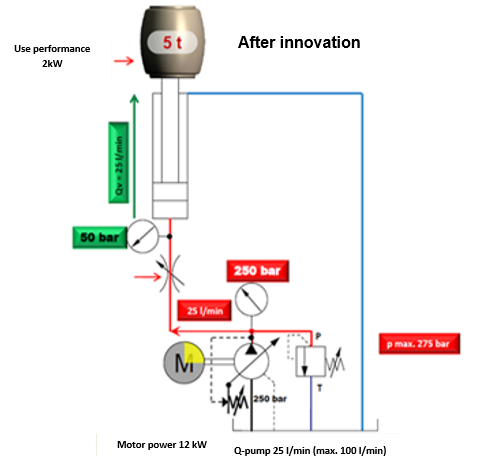 After innovation
5 t
Use performance
2kW
Qv = 25 l/min
50 bar
250 bar
25 l/min
P
p max. 275 bar
M
T
250 bar
Motor power 12 kW
Q-pump 25 l/min (max. 100 l/min)